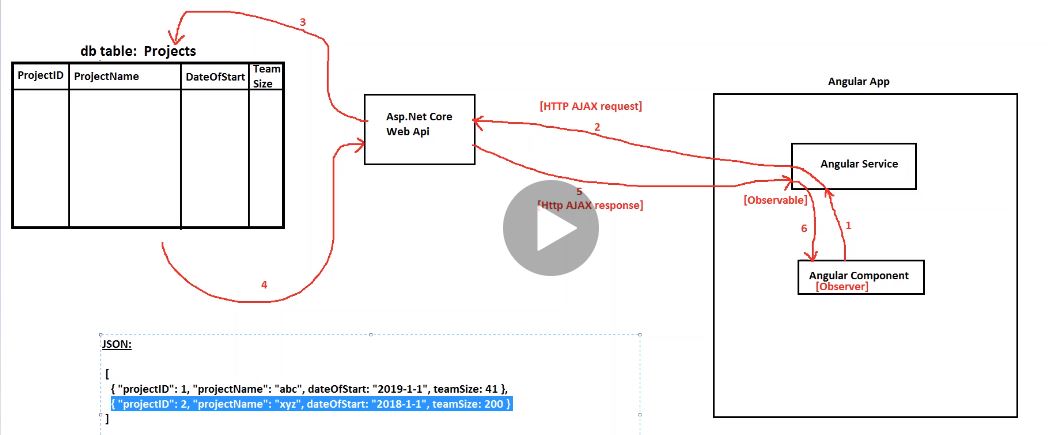 3
db table: Projects
ProjectID ProjectName DateOfStart Team Size
Angular App
Asp.Net Core
Web Api
[HTTP AJAX request]
2
Angular Service
5
[Http AJAX response]
[Observable]
6
1
4
Angular Component
[Observer]
JSON:
[
{ "projectID": 1, "projectName": "abc", dateOfStart: "2019-1-1", teamSize: 41 },
{ "projectID": 2, "projectName": "xyz", dateOfStart: "2018-1-1", teamSize: 200 }
]